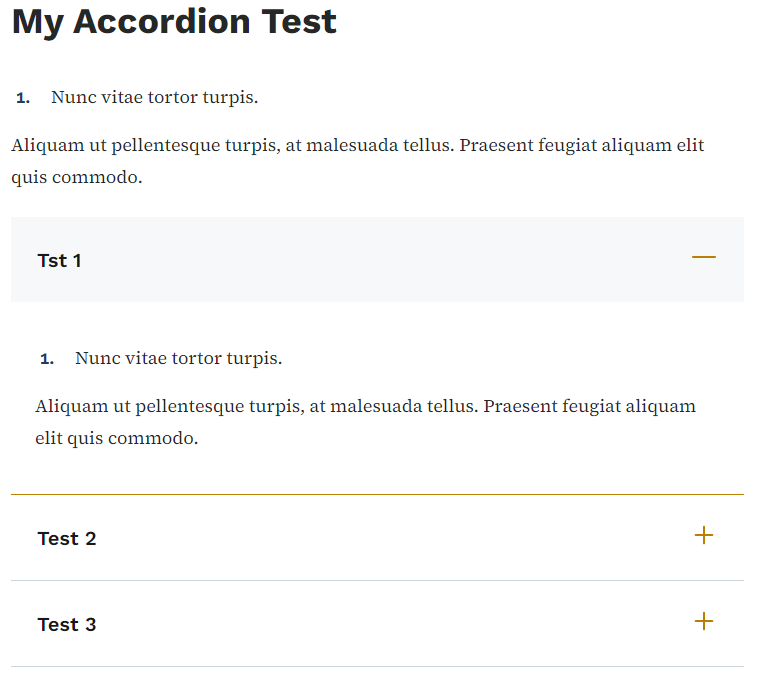 My Accordion Test
1. Nunc vitae tortor turpis.
Aliquam ut pellentesque turpis, at malesuada tellus. Praesent feugiat aliquam elit
quis commodo.
Tst 1
1. Nunc vitae tortor turpis.
Aliquam ut pellentesque turpis, at malesuada tellus. Praesent feugiat aliquam
elit quis commodo.
Test 2
Test 3